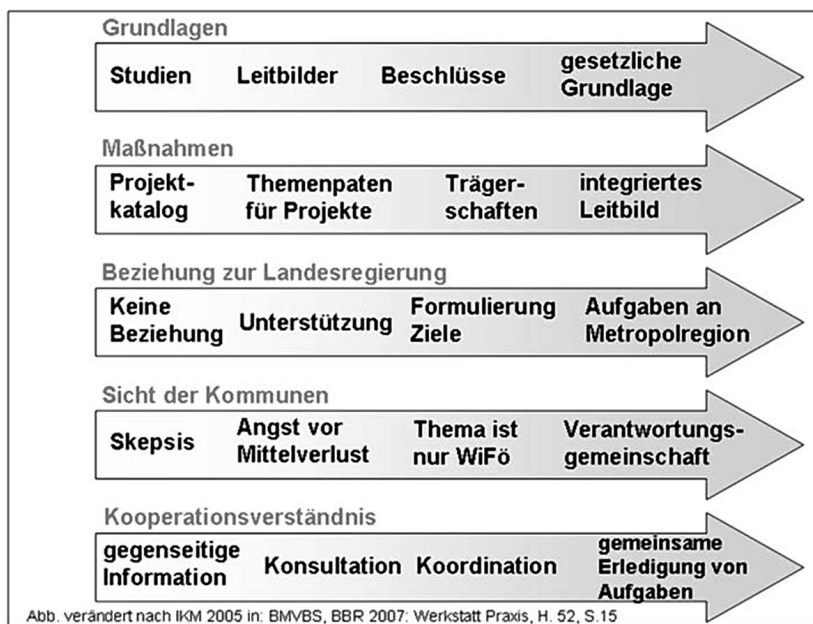 Grundlagen
Studien Leitbilder Beschlüsse gesetzliche Grundlage
Maßnahmen
Projekt- Themenpaten Träger- integriertes
katalog für Projekte schaften Leitbild
Beziehung zur Landesregierung
Keine Beziehung Unterstützung Formulierung Ziele Aufgaben an Metropolregion
Sicht der Kommunen
Skepsis Angst vor Mittelverlust Thema ist nur WiFö Verantwortungs- gemeinschaft
Kooperationsverständnis
gegenseitige Information Konsultation Koordination gemeinsame Erledigung von Aufgaben
Abb. verändert nach IKM 2005 in: BMVBS, BBR 2007: Werkstatt Praxis, H. 52, S.15